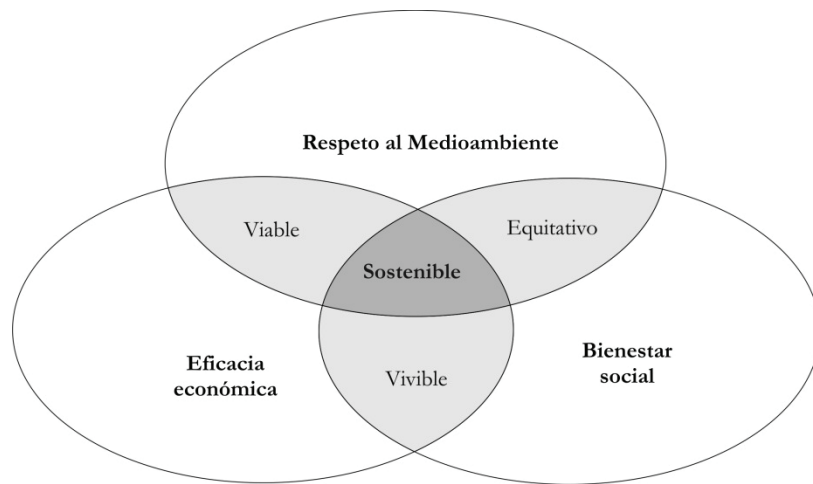 Respeto al Medioambiente
Viable
Equitativo
Sostenible
Eficacia
económica
Vivible
Bienestar
social